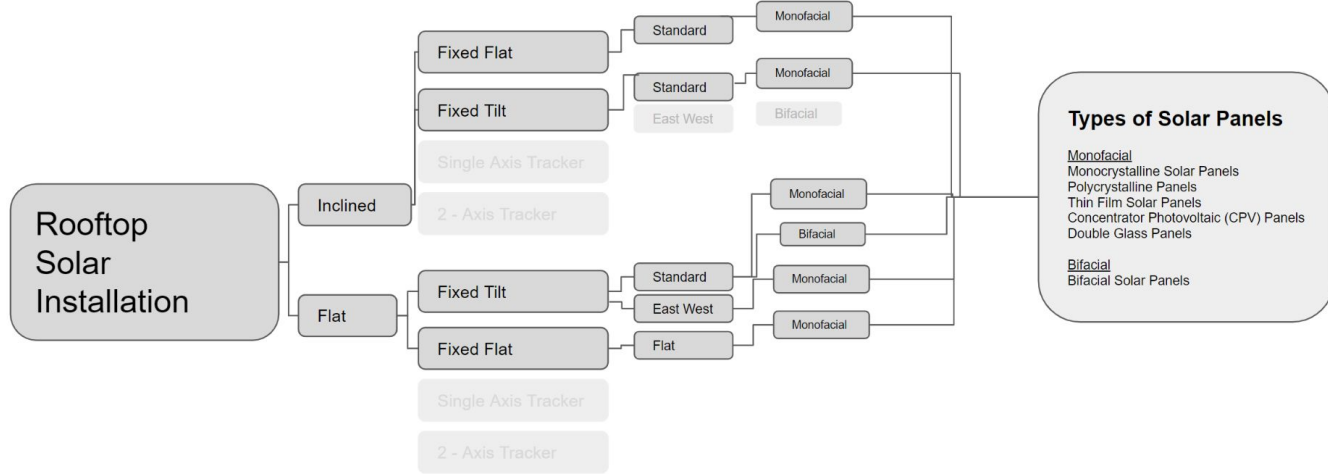 Rooftop
Solar
Installation
Inclined
Flat
Fixed Flat
Fixed Tilt
Single Axis Tracker
2 - Axis Tracker
Fixed Tilt
Fixed Flat
Single Axis Tracker
2 - Axis Tracker
Standard
Standard
East West
Standard
East West
Flat
Monofacial
Monofacial
Bifacial
Monofacial
Bifacial
Monofacial
Monofacial
Types of Solar Panels
Monofacial
Monocrystalline Solar Panels
Polycrystalline Panels
Thin Film Solar Panels
Concentrator Photovoltaic (CPV) Panels
Double Glass Panels
Bifacial
Bifacial Solar Panels